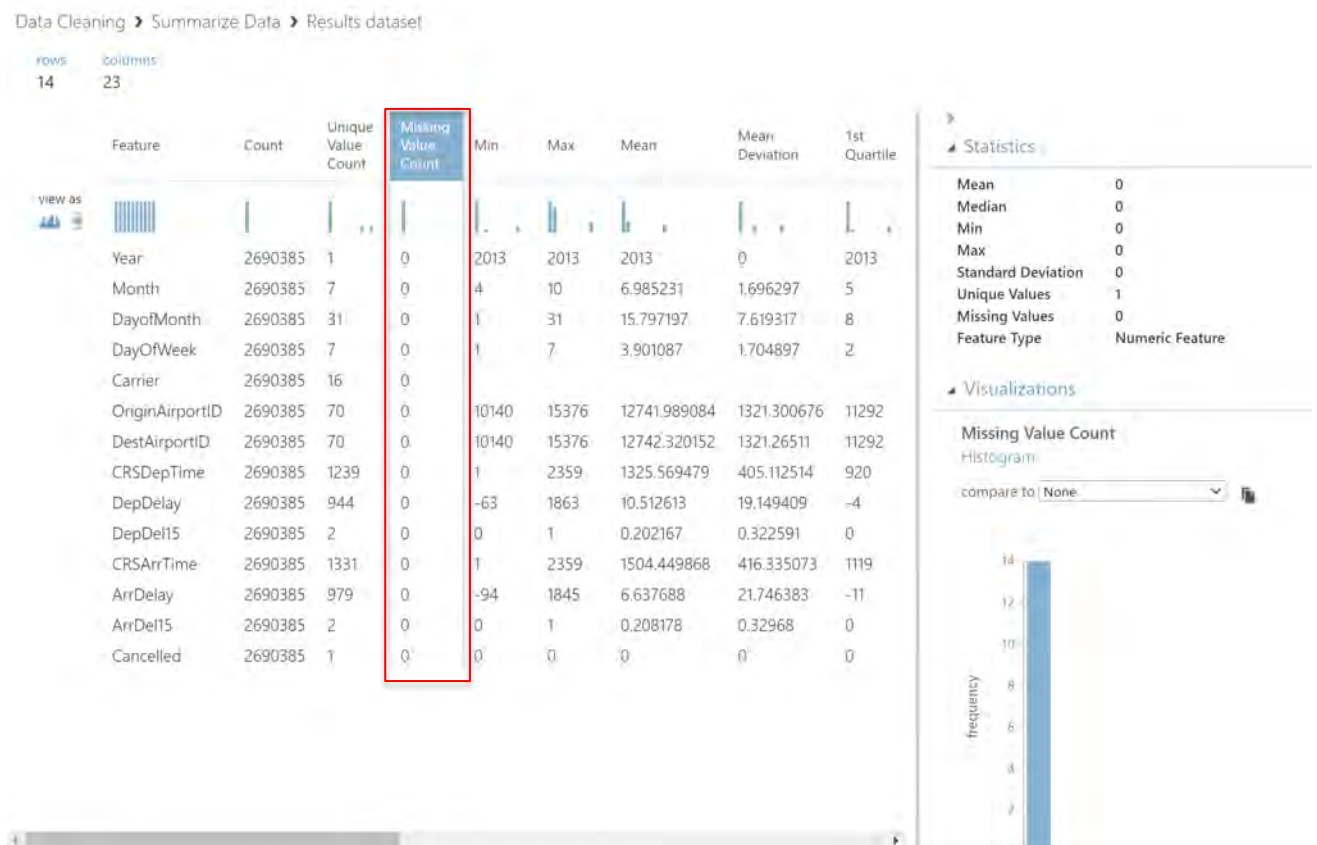 Data Cleaning > Summarize Data > Results dataset
rows columns
14 23
Feature Count Unique Value Count Missing Value Count Min Max Mean Mean Deviation 1st Quartile
view as
Year 2690385 1 0 2013 2013 2013 0 2013
Month 2690385 7 0 4 10 6.985231 1.696297 5
DayofMonth 2690385 31 0 1 31 15.797197 7.619317 8
DayOfWeek 2690385 7 0 1 7 3.901087 1.704897 2
Carrier 2690385 16 0
OriginAirportID 2690385 70 0 10140 15376 12741.989084 1321.300676 11292
DestAirportID 2690385 70 0 10140 15376 12742.320152 1321.26511 11292
CRSDepTime 2690385 1239 0 1 2359 1325.569479 405.112514 920
DepDelay 2690385 944 0 -63 1863 10.512613 19.149409 -4
DepDel15 2690385 2 0 0 1 0.202167 0.322591 0
CRSArrTime 2690385 1331 0 1 2359 1504.449868 416.335073 1119
ArrDelay 2690385 979 0 -94 1845 6.637688 21.746383 -11
ArrDel15 2690385 2 0 0 1 0.208178 0.32968 0
Cancelled 2690385 1 0 0 0 0 0 0
Statistics
Mean 0
Median 0
Min 0
Max 0
Standard Deviation 0
Unique Values 1
Missing Values 0
Feature Type Numeric Feature
Visualizations
Missing Value Count
Histogram
compare to None
14
12
10
8
6
4
2
frequency